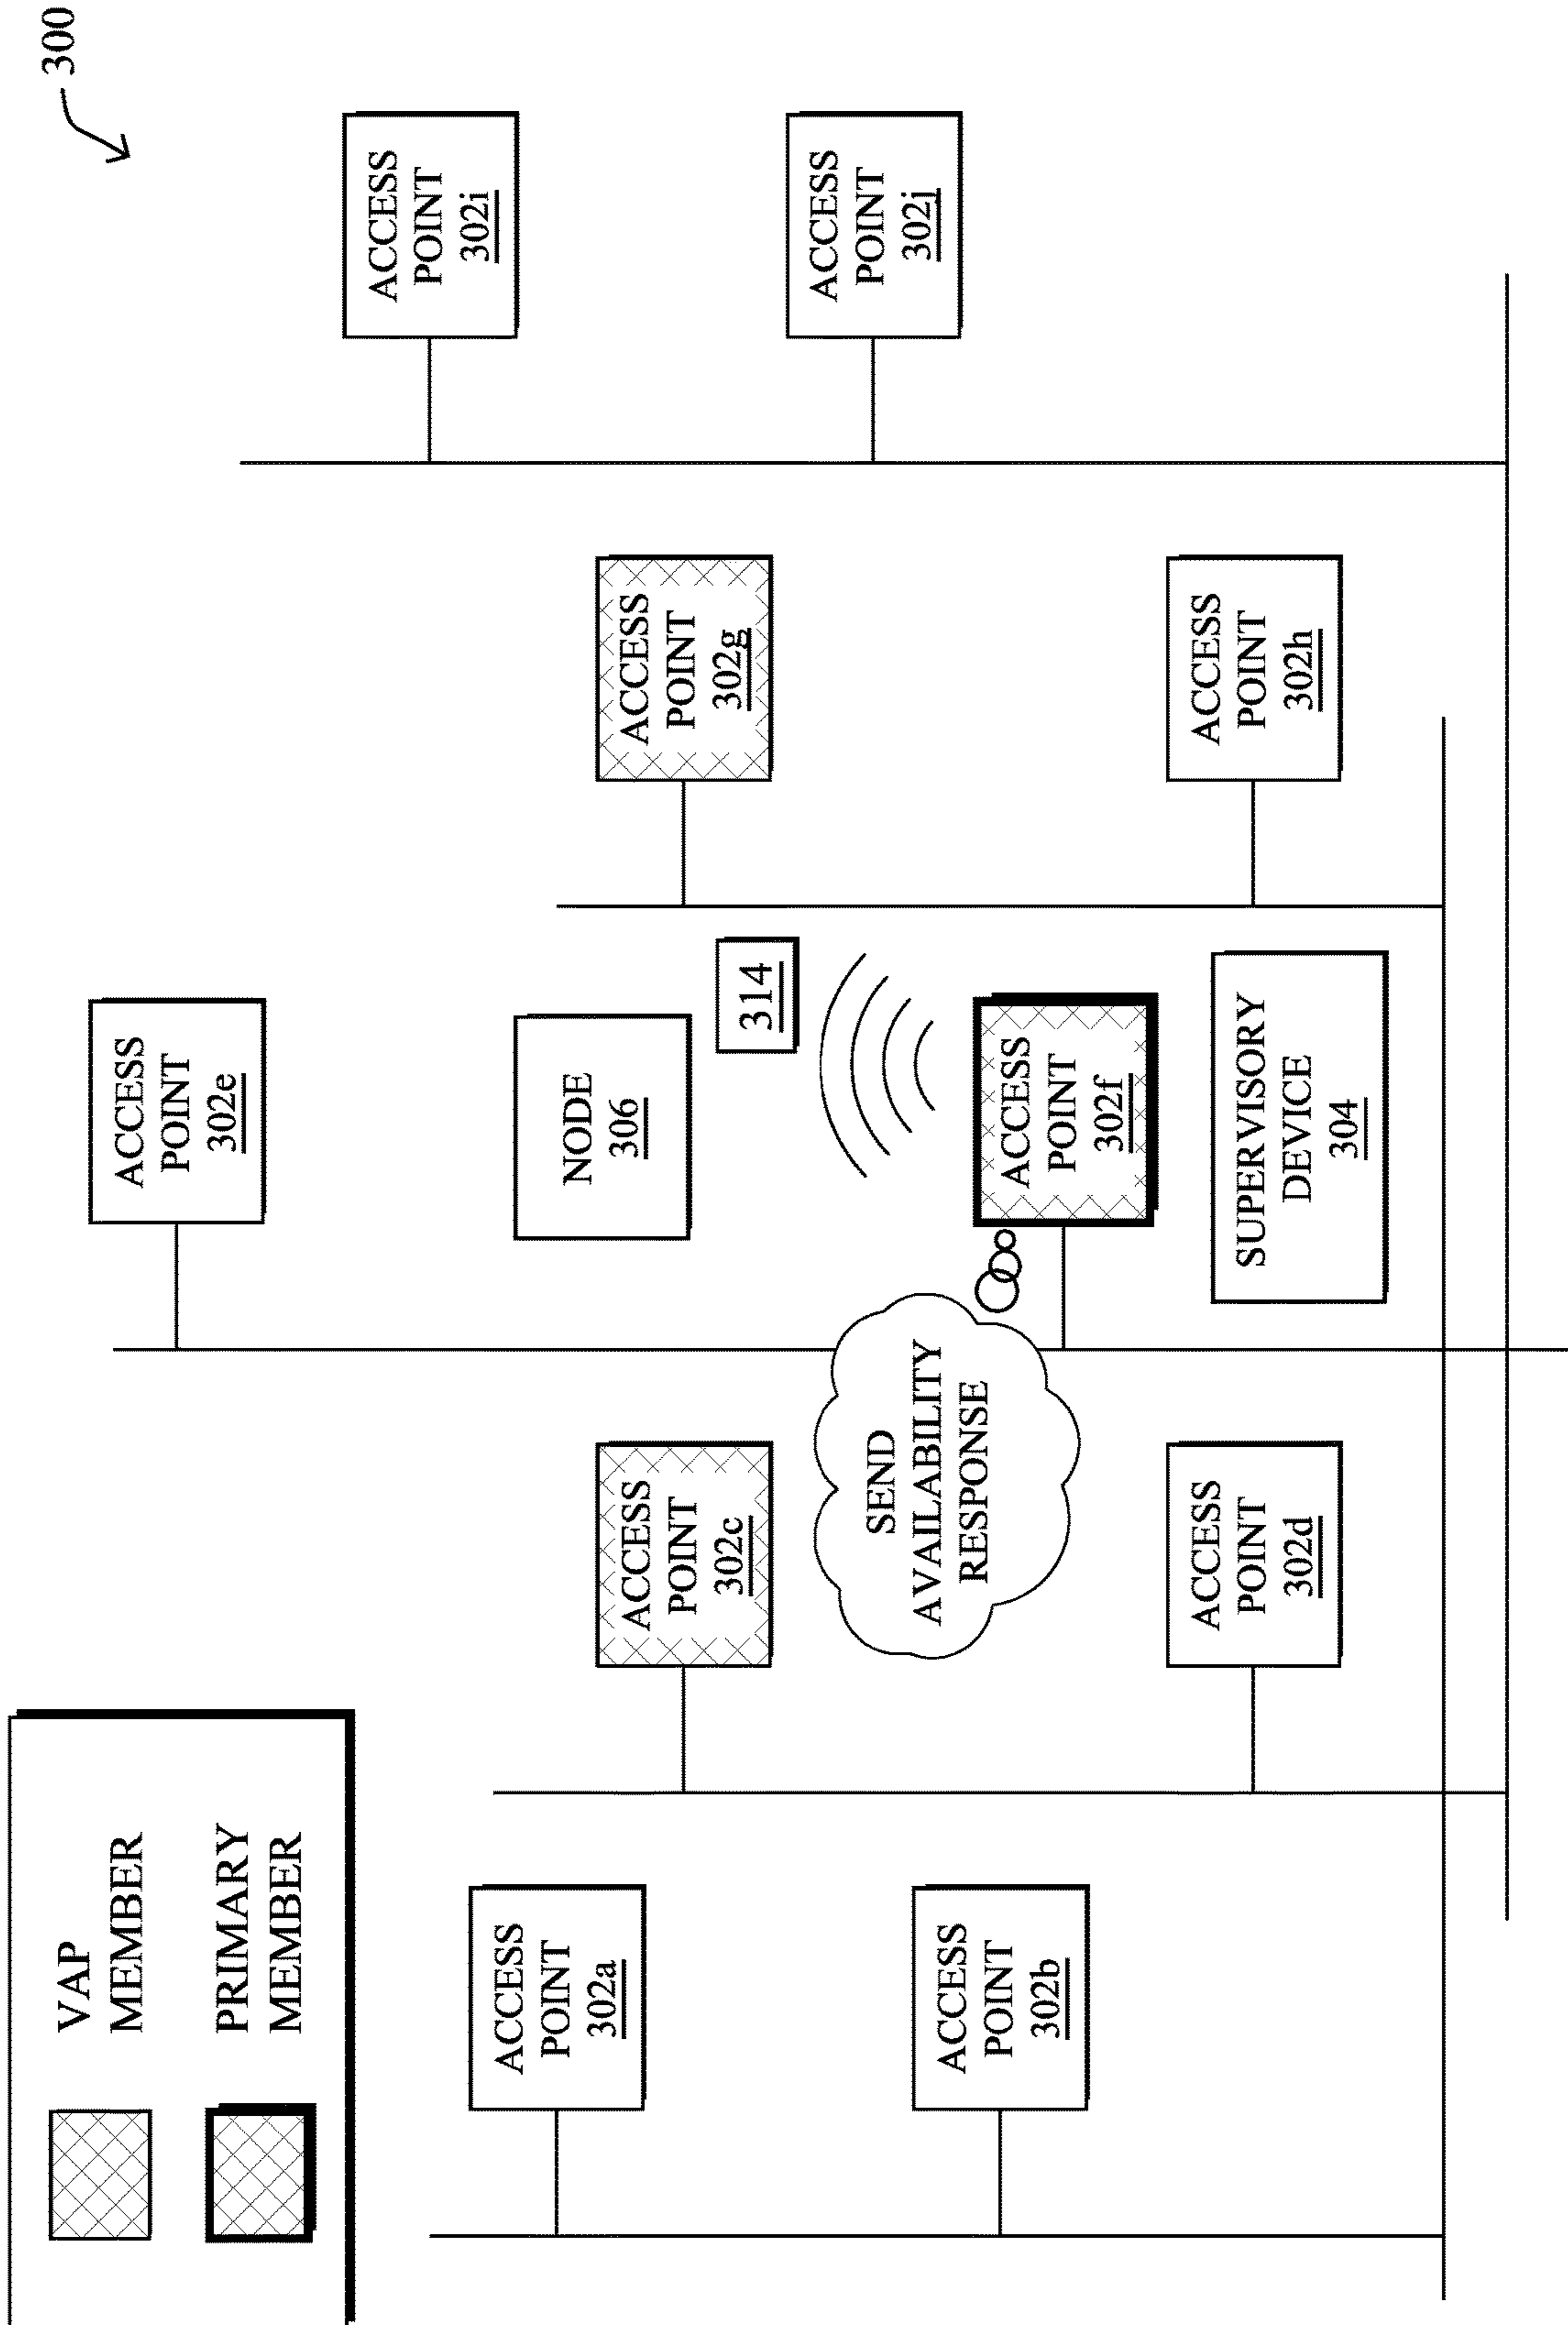 300
VAP
MEMBER
PRIMARY
MEMBER
ACCESS
POINT
302e
ACCESS
POINT
302i
ACCESS
POINT
302a
ACCESS
POINT
302c
NODE
306
ACCESS
POINT
302g
314
ACCESS
POINT
302j
SEND
AVAILABILITY
RESPONSE
ACCESS
POINT
302b
ACCESS
POINT
302f
ACCESS
POINT
302d
SUPERVISORY
DEVICE
304
ACCESS
POINT
302h